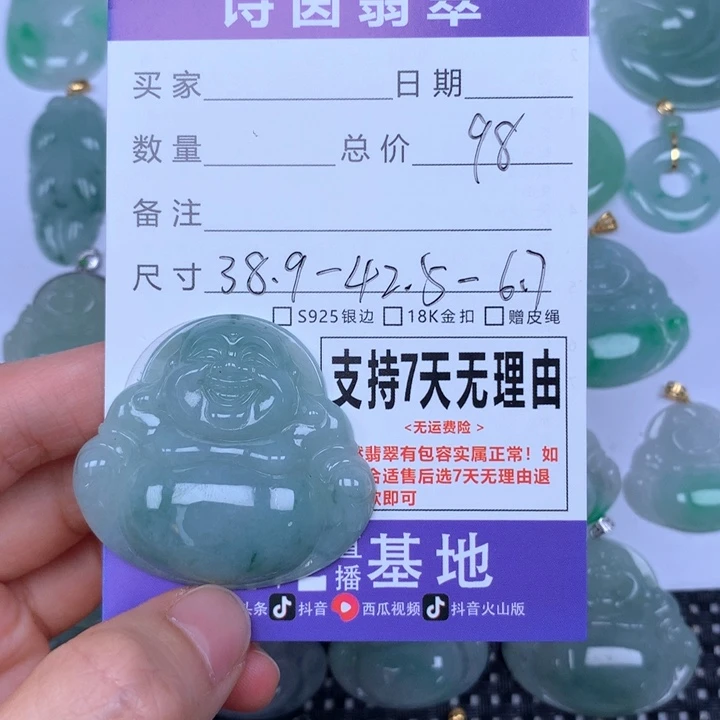 诗茵翡翠
买家 日期
数量 总价 98
备注
尺寸 38.9-42.5-6.7
S925银边 18K金扣 赠皮绳
支持7天无理由
<无运费险>
翡翠有包容实属正常！如
合适售后选7天无理由退
款即可
直播基地
头条 抖音 西瓜视频 抖音火山版